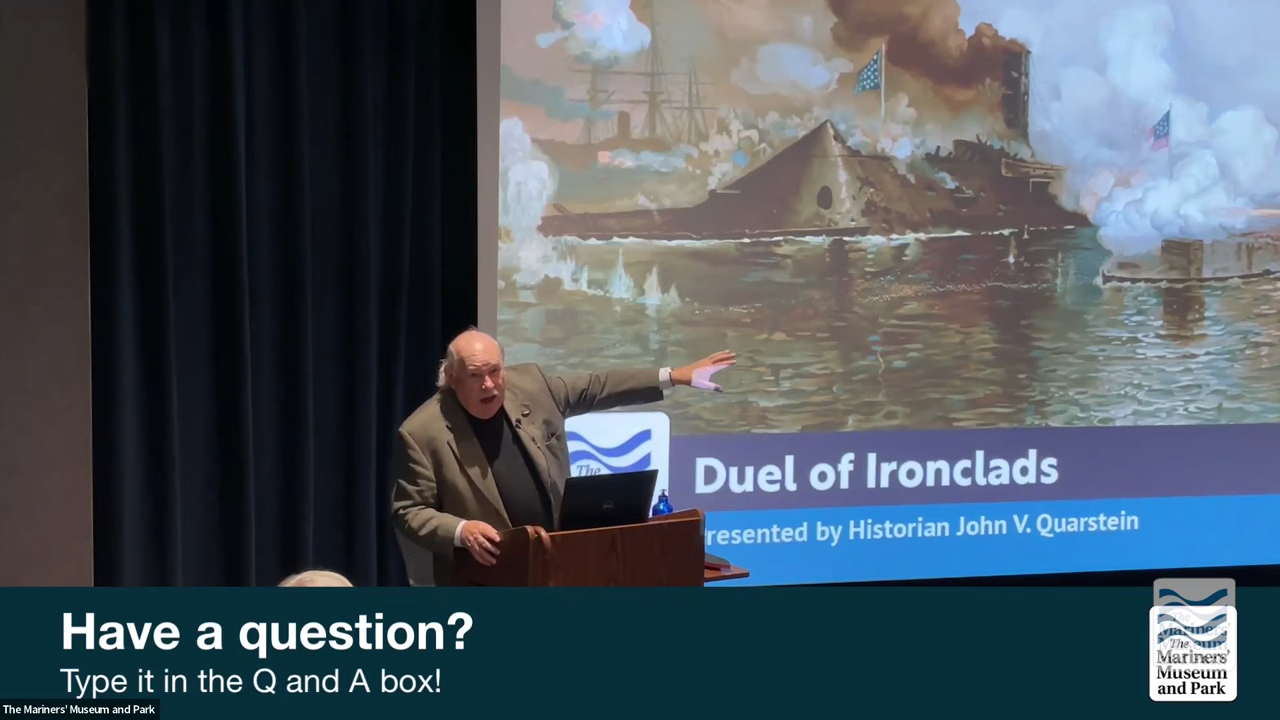 The
Duel of Ironclads
resented by Historian John V. Quarstein
Have a question?
Type it in the Q and A box!
The
Mariners'
Museum
and Park
The Mariners' Museum and Park